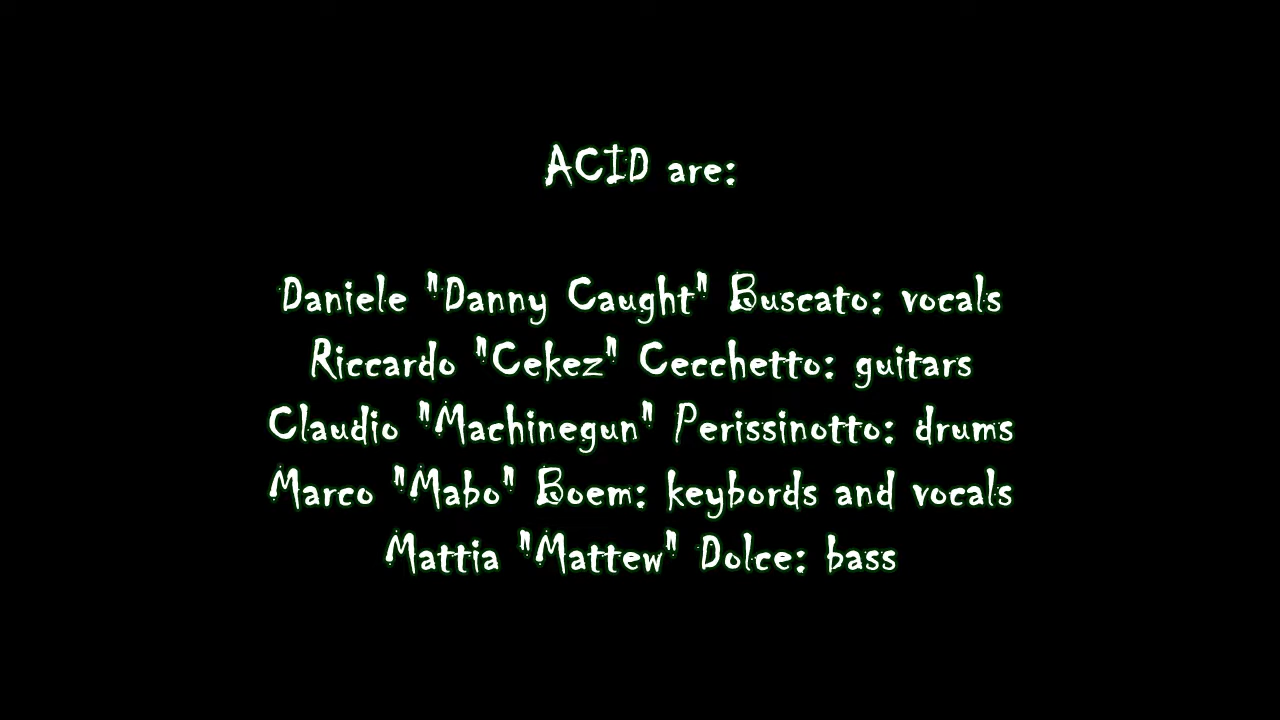 ACID are:
Daniele "Danny Caught" Buscato: vocals
Riccardo "Cekez" Cecchetto: guitars
Claudio "Machinegun" Perissinotto: drums
Marco "Mabo" Boem: keybords and vocals
Mattia "Mattew" Dolce: bass